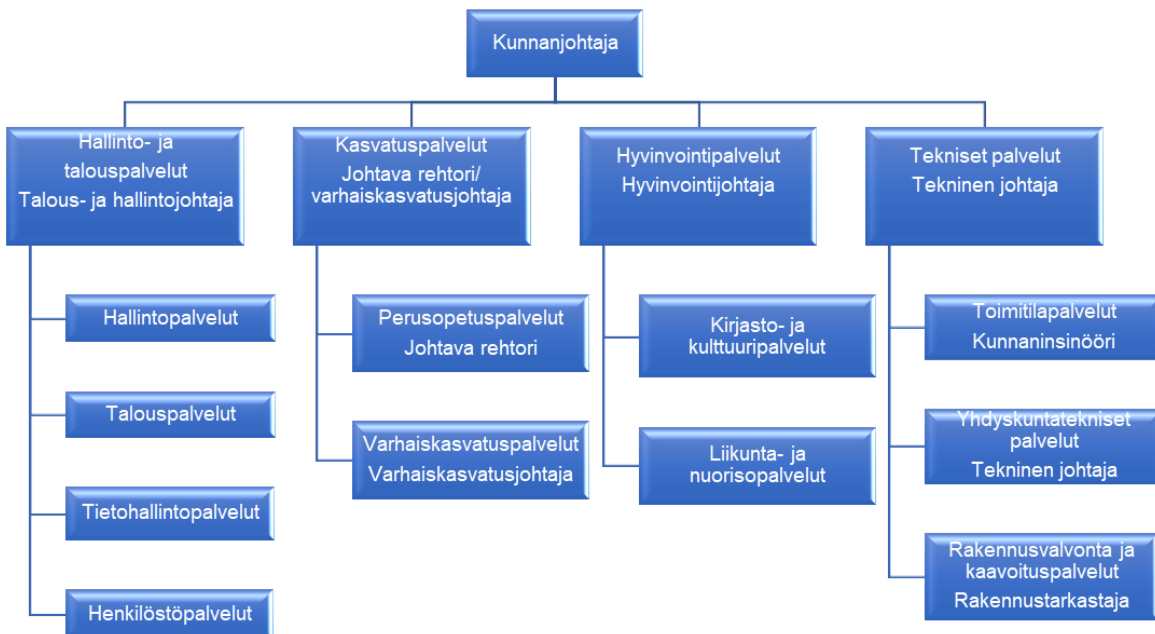 Kunnanjohtaja
Hallinto- ja
talouspalvelut
Talous- ja hallintojohtaja
Hallintopalvelut
Talouspalvelut
Tietohallintopalvelut
Henkilöstöpalvelut
Kasvatuspalvelut
Johtava rehtori/
varhaiskasvatusjohtaja
Perusopetuspalvelut
Johtava rehtori
Varhaiskasvatuspalvelut
Varhaiskasvatusjohtaja
Hyvinvointipalvelut
Hyvinvointijohtaja
Kirjasto- ja
kulttuuripalvelut
Liikunta- ja
nuorisopalvelut
Tekniset palvelut
Tekninen johtaja
Toimitilapalvelut
Kunnaninsinööri
Yhdyskuntatekniset
palvelut
Tekninen johtaja
Rakennusvalvonta ja
kaavoituspalvelut
Rakennustarkastaja